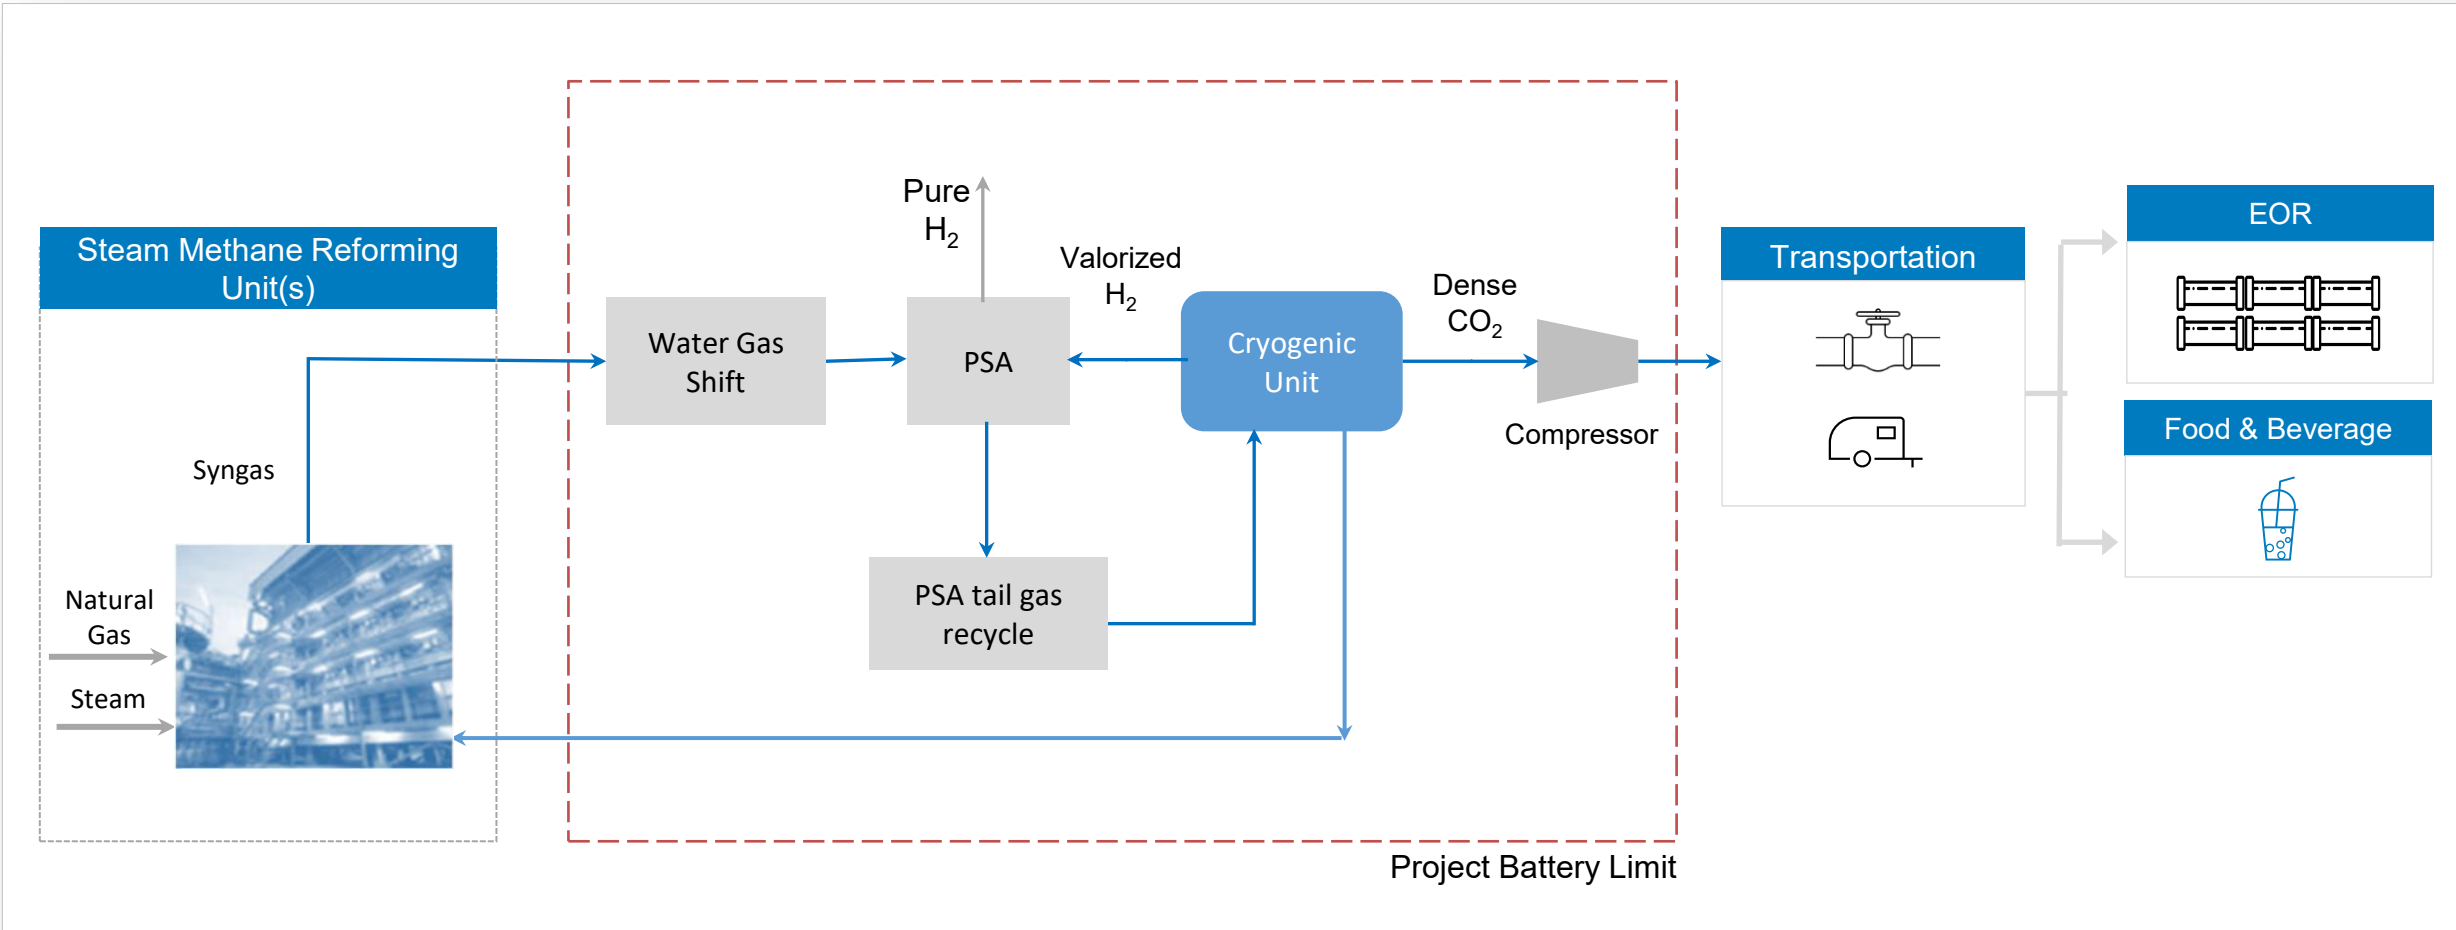 Steam Methane Reforming
Unit(s)
Syngas
Natural
Gas
Steam
Water Gas
Shift
Pure
H₂
PSA
Valorized
H₂
Cryogenic
Unit
Dense
CO₂
Compressor
PSA tail gas
recycle
Project Battery Limit
Transportation
EOR
Food & Beverage